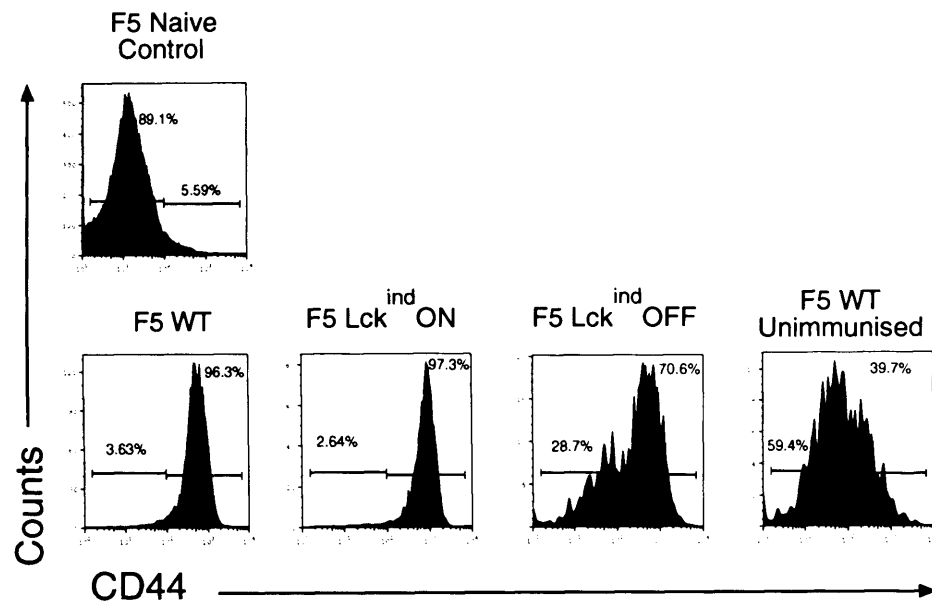 F5 Naive
Control
89.1%
5.59%
F5 WT
F5 Lck ind ON
F5 Lck ind OFF
F5 WT
Unimmunised
96.3%
3.63%
97.3%
2.64%
70.6%
28.7%
39.7%
59.4%
Counts
CD44